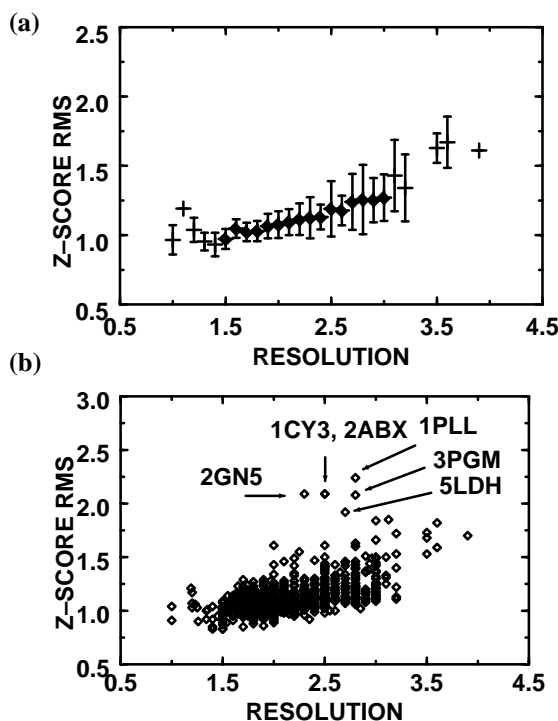 (a)
2.5
2.0
1.5
1.0
0.5
Z–SCORE RMS
0.5 1.5 2.5 3.5 4.5
RESOLUTION
(b)
3.0
2.5
2.0
1.5
1.0
0.5
Z–SCORE RMS
1CY3, 2ABX 1PLL
2GN5 3PGM
5LDH
0.5 1.5 2.5 3.5 4.5
RESOLUTION